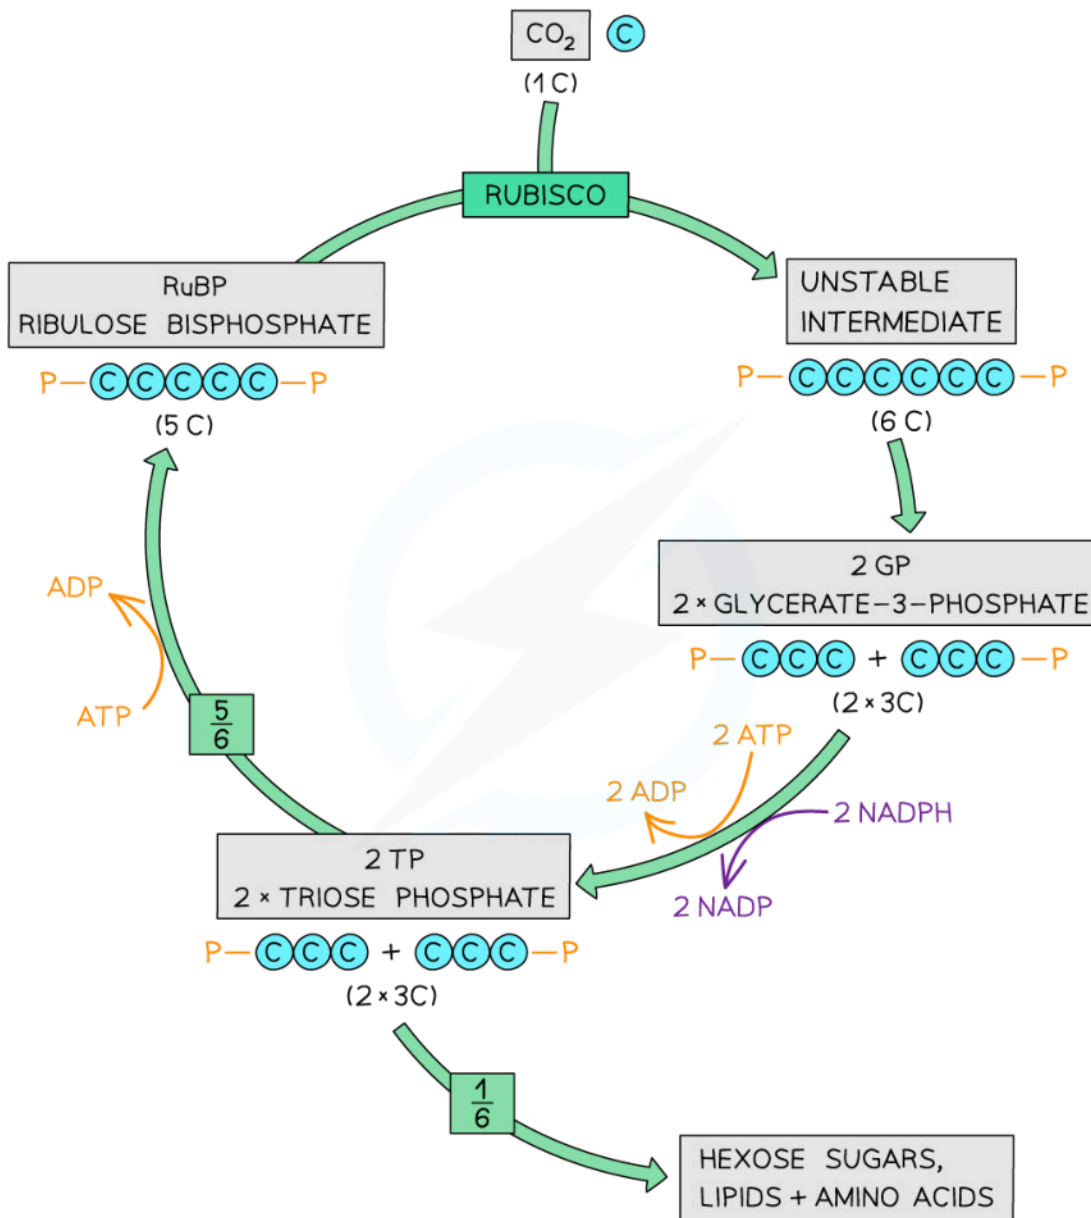 CO₂ C
(1 C)
RUBISCO
RuBP
RIBULOSE BISPHOSPHATE
P—CCCCC—P
(5 C)
UNSTABLE
INTERMEDIATE
P—CCCCCC—P
(6 C)
2 GP
2 × GLYCERATE-3-PHOSPHATE
P—CCC + CCC—P
(2 × 3C)
2 ATP
2 ADP
2 NADPH
2 NADP
2 TP
2 × TRIOSE PHOSPHATE
P—CCC + CCC—P
(2 × 3C)
5/6
ATP
ADP
1/6
HEXOSE SUGARS,
LIPIDS + AMINO ACIDS